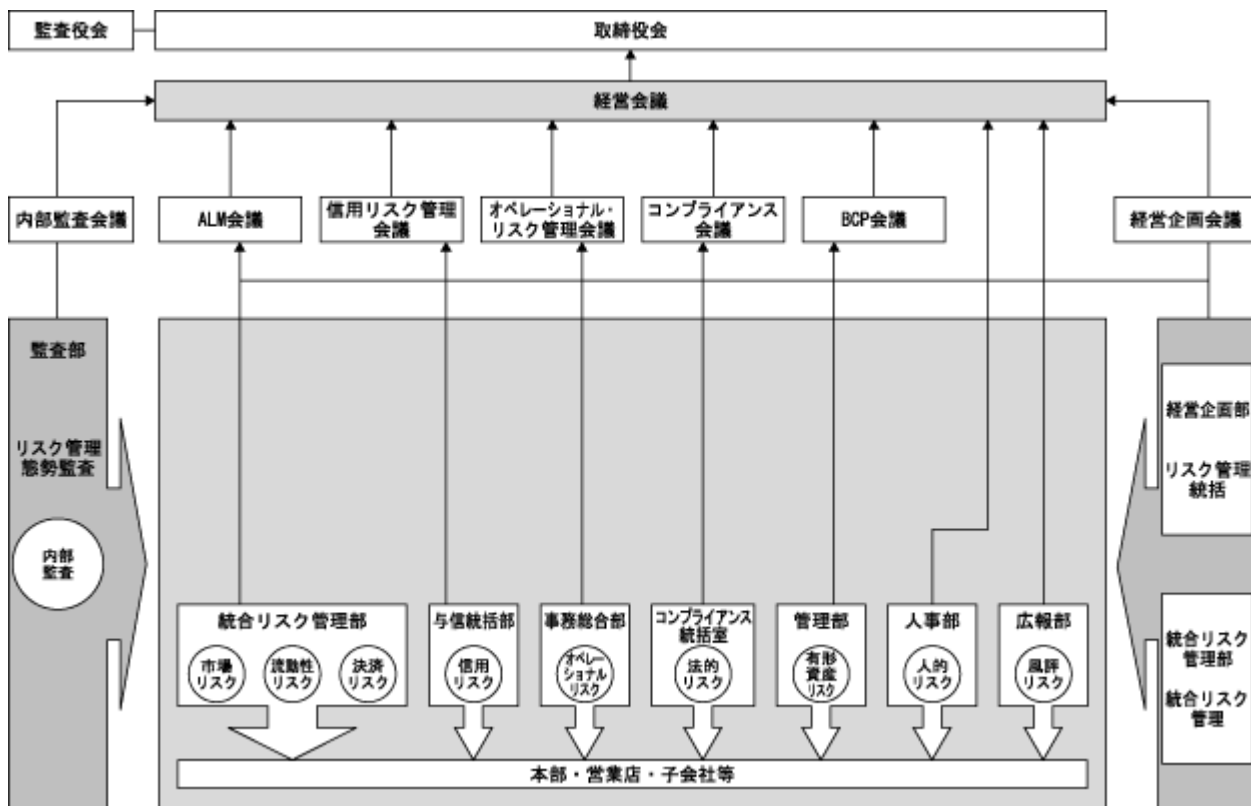 監査役会
取締役会
経営会議
内部監査会議
ALM会議
信用リスク管理
会議
オペレーショナル・
リスク管理会議
コンプライアンス
会議
BCP会議
経営企画会議
監査部
リスク管理
態勢監査
内部
監査
経営企画部
リスク管理
統括
統合リスク
管理部
統合リスク
管理
統合リスク管理部
市場
リスク
流動性
リスク
決済
リスク
与信統括部
信用
リスク
事務総合部
オペレー
ショナル
リスク
コンプライアンス
統括室
法的
リスク
管理部
有形
資産
リスク
人事部
人的
リスク
広報部
風評
リスク
本部・営業店・子会社等